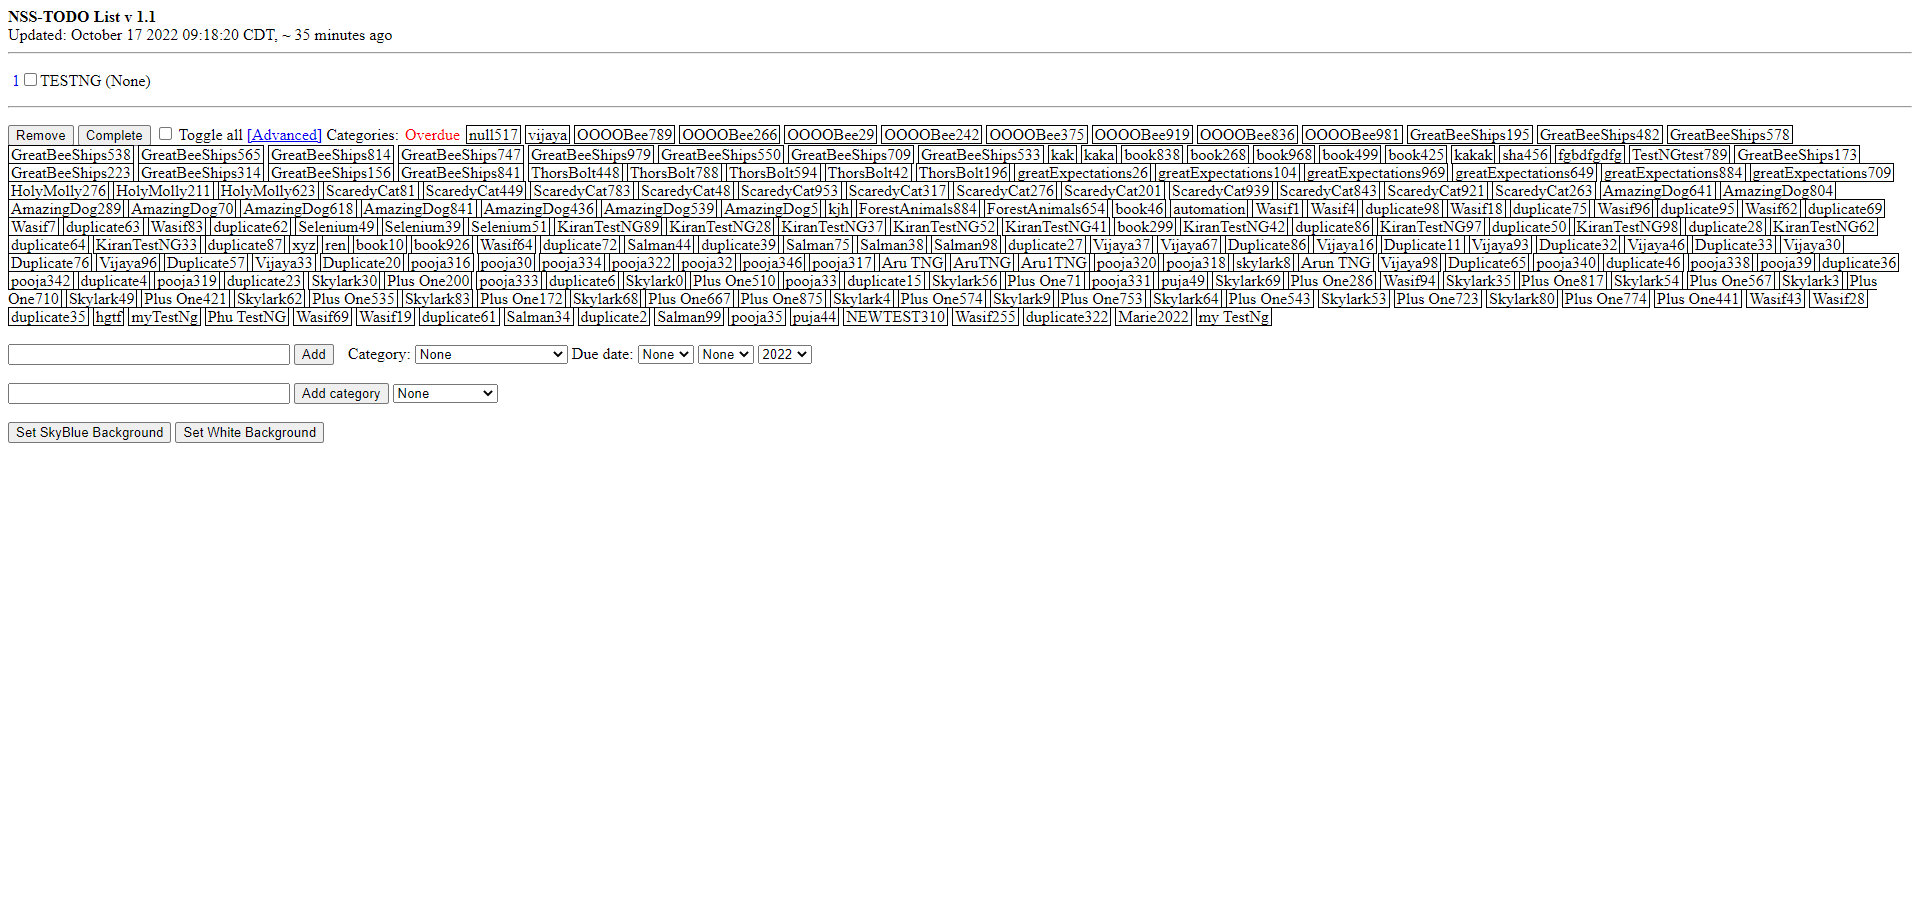 NSS-TODO List v 1.1
Updated: October 17 2022 09:18:20 CDT, ~ 35 minutes ago
1 TESTNG (None)
Remove Complete Toggle all [Advanced] Categories: Overdue null517 vijaya OOOOBee789 OOOOBee266 OOOOBee29 OOOOBee242 OOOOBee375 OOOOBee919 OOOOBee836 OOOOBee981 GreatBeeShips195 GreatBeeShips482 GreatBeeShips578
GreatBeeShips538 GreatBeeShips565 GreatBeeShips814 GreatBeeShips747 GreatBeeShips979 GreatBeeShips550 GreatBeeShips709 GreatBeeShips533 kak kaka book838 book268 book968 book499 book425 kakak sha456 fgbdfgdfg TestNGtest789 GreatBeeShips173
GreatBeeShips223 GreatBeeShips314 GreatBeeShips156 GreatBeeShips841 ThorsBolt448 ThorsBolt788 ThorsBolt594 ThorsBolt42 ThorsBolt196 greatExpectations26 greatExpectations104 greatExpectations969 greatExpectations649 greatExpectations884 greatExpectations709
HolyMolly276 HolyMolly211 HolyMolly623 ScaredyCat81 ScaredyCat449 ScaredyCat783 ScaredyCat48 ScaredyCat953 ScaredyCat317 ScaredyCat276 ScaredyCat201 ScaredyCat939 ScaredyCat843 ScaredyCat921 ScaredyCat263 AmazingDog641 AmazingDog804
AmazingDog289 AmazingDog70 AmazingDog618 AmazingDog841 AmazingDog436 AmazingDog539 AmazingDog5 kjh ForestAnimals884 ForestAnimals654 book46 automation Wasif1 Wasif4 duplicate98 Wasif18 duplicate75 Wasif96 duplicate95 Wasif62 duplicate69
Wasif7 duplicate63 Wasif83 duplicate62 Selenium49 Selenium39 Selenium51 KiranTestNG89 KiranTestNG28 KiranTestNG37 KiranTestNG52 KiranTestNG41 book299 KiranTestNG42 duplicate86 KiranTestNG97 duplicate50 KiranTestNG98 duplicate28 KiranTestNG62
duplicate64 KiranTestNG33 duplicate87 xyz ren book10 book926 Wasif64 duplicate72 Salman44 duplicate39 Salman75 Salman38 Salman98 duplicate27 Vijaya37 Vijaya67 Duplicate86 Vijaya16 Duplicate11 Vijaya93 Duplicate32 Vijaya46 Duplicate33 Vijaya30
Duplicate76 Vijaya96 Duplicate57 Vijaya33 Duplicate20 pooja316 pooja30 pooja334 pooja322 pooja32 pooja346 pooja317 Aru TNG AruTNG Aru1TNG pooja320 pooja318 skylark8 Arun TNG Vijaya98 Duplicate65 pooja340 duplicate46 pooja338 pooja39 duplicate36
pooja342 duplicate4 pooja319 duplicate23 Skylark30 Plus One200 pooja333 duplicate6 Skylark0 Plus One510 pooja33 duplicate15 Skylark56 Plus One71 pooja331 puja49 Skylark69 Plus One286 Wasif94 Skylark35 Plus One817 Skylark54 Plus One567 Skylark3 Plus
One710 Skylark49 Plus One421 Skylark62 Plus One535 Skylark83 Plus One172 Skylark68 Plus One667 Plus One875 Skylark4 Plus One574 Skylark9 Plus One753 Skylark64 Plus One543 Skylark53 Plus One723 Skylark80 Plus One774 Plus One441 Wasif43 Wasif28
duplicate35 hgtf myTestNg Phu TestNG Wasif69 Wasif19 duplicate61 Salman34 duplicate2 Salman99 pooja35 puja44 NEWTEST310 Wasif255 duplicate322 Marie2022 my TestNg
Add Category: None Due date: None None 2022
Add category None
Set SkyBlue Background Set White Background